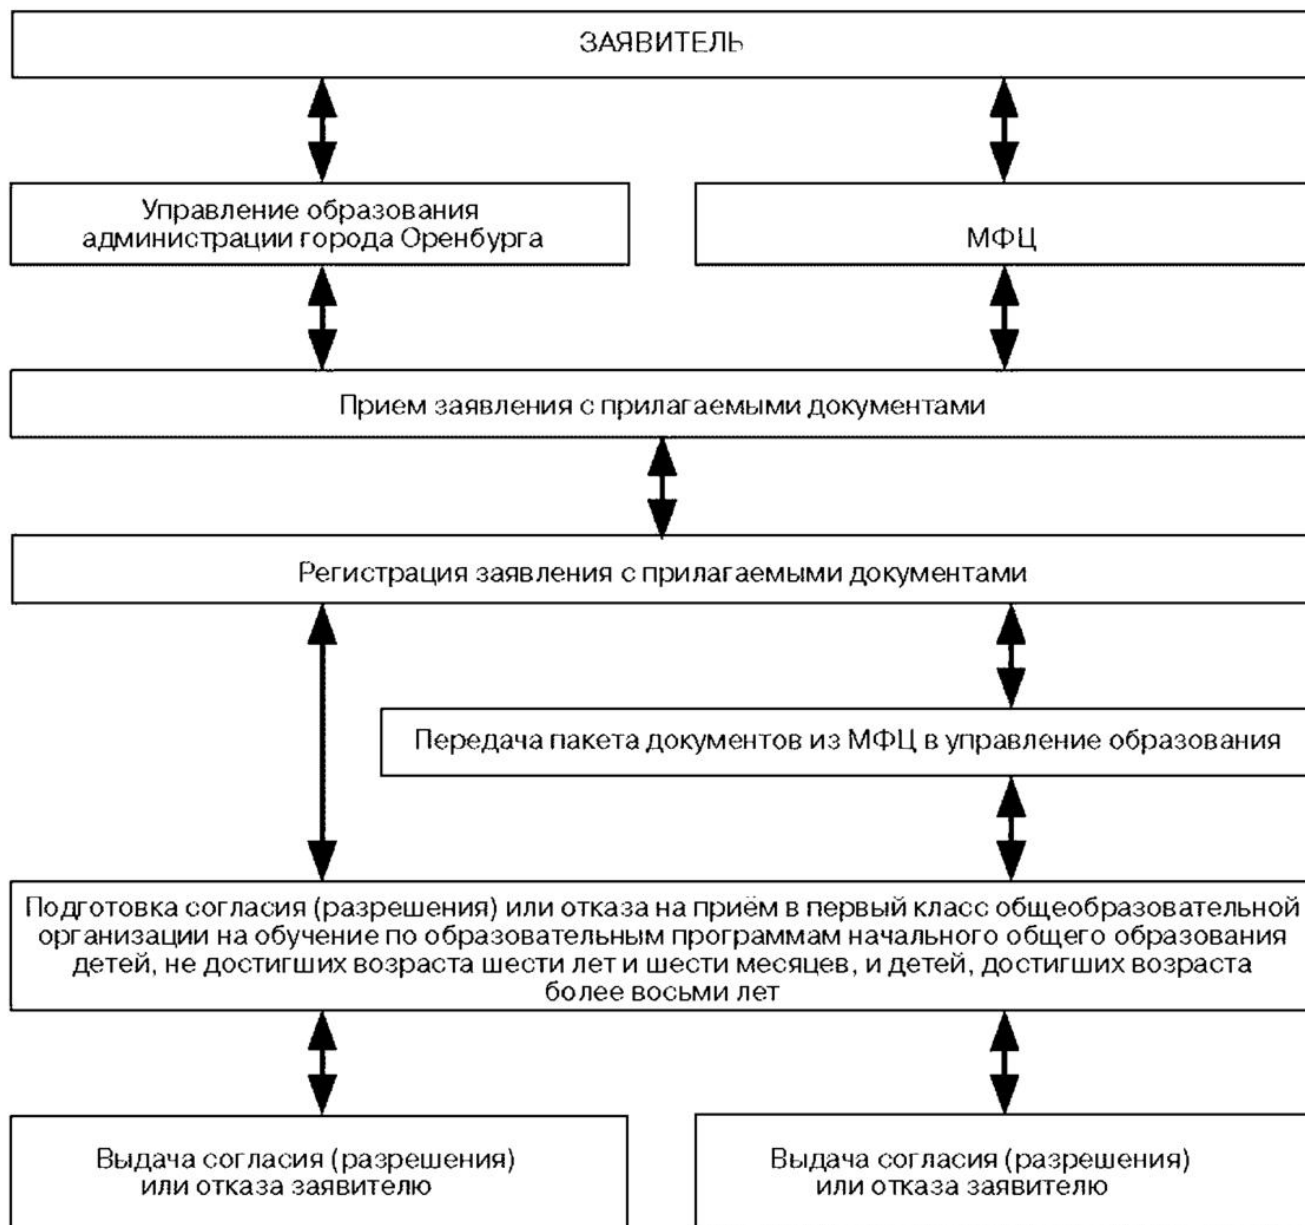 ЗАЯВИТЕЛЬ
Управление образования
администрации города Оренбурга
МФЦ
Прием заявления с прилагаемыми документами
Регистрация заявления с прилагаемыми документами
Передача пакета документов из МФЦ в управление образования
Подготовка согласия (разрешения) или отказа на приём в первый класс общеобразовательной
организации на обучение по образовательным программам начального общего образования
детей, не достигших возраста шести лет и шести месяцев, и детей, достигших возраста
более восьми лет
Выдача согласия (разрешения)
или отказа заявителю
Выдача согласия (разрешения)
или отказа заявителю